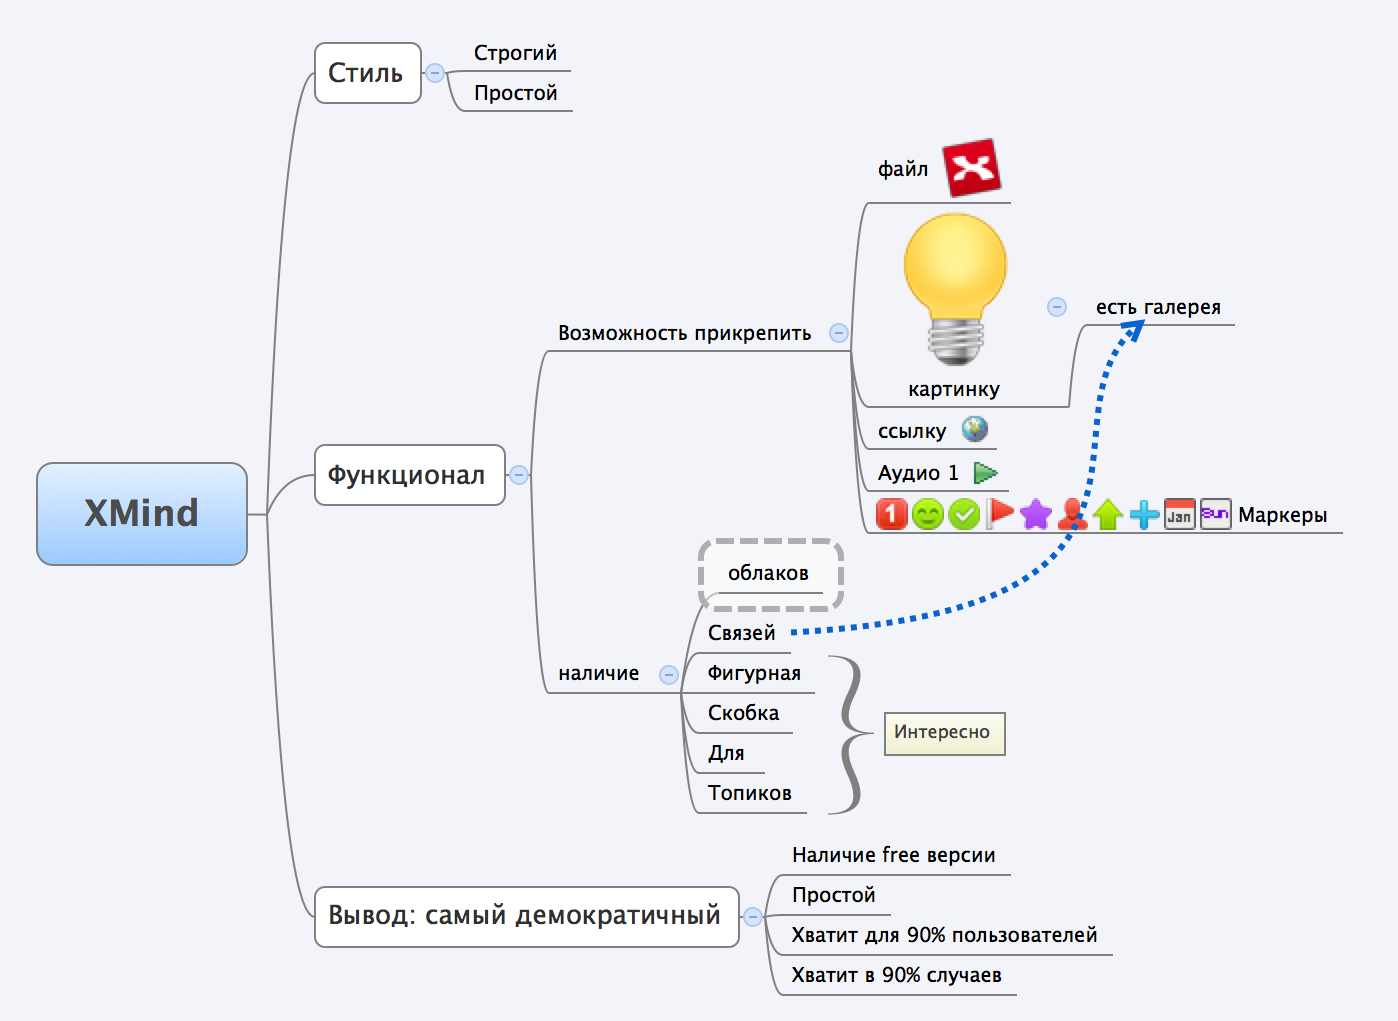 Стиль
Строгий
Простой
XMind
Функционал
Возможность прикрепить
файл
картинку
есть галерея
ссылку
Аудио 1
1 Jan Sun Маркеры
наличие
облаков
Связей
Фигурная
Скобка
Для
Топиков
Интересно
Вывод: самый демократичный
Наличие free версии
Простой
Хватит для 90% пользователей
Хватит в 90% случаев